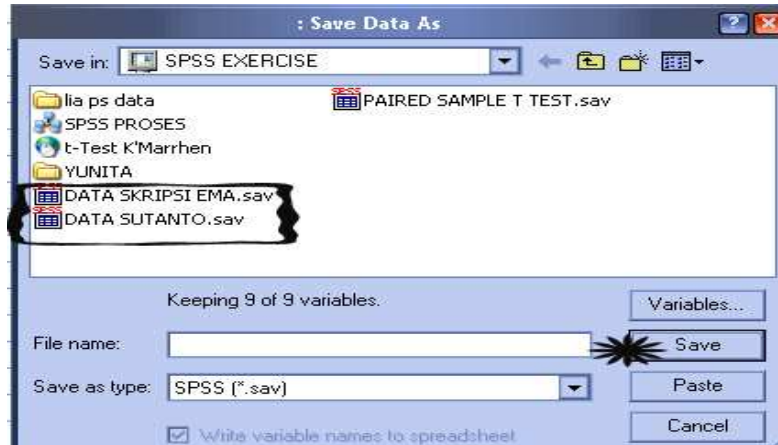 : Save Data As
Save in: SPSS EXERCISE
lia ps data
SPSS PROSES
t-Test K'Marrhen
YUNITA
DATA SKRIPSI EMA.sav
DATA SUTANTO.sav
PAIRED SAMPLE T TEST.sav
Keeping 9 of 9 variables.
Variables...
File name:
Save
Save as type: SPSS (*.sav)
Paste
Write variable names to spreadsheet
Cancel